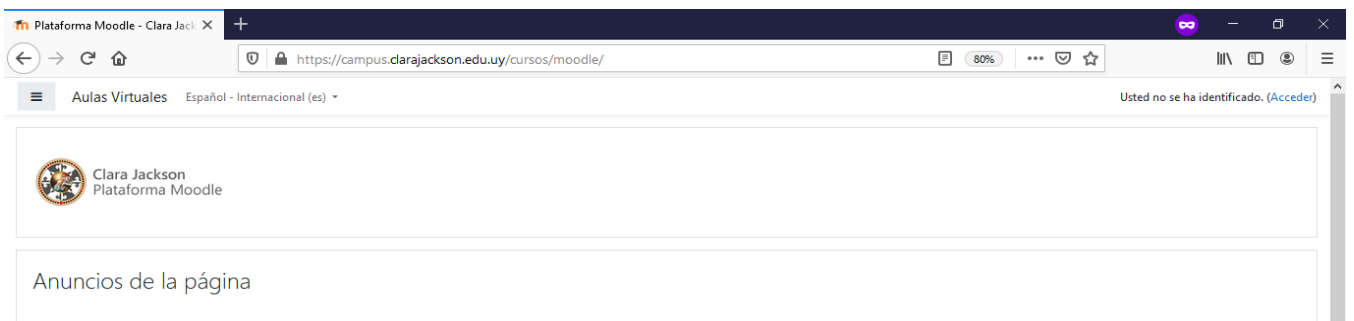 Plataforma Moodle - Clara Jack
https://campus.clarajackson.edu.uy/cursos/moodle/
80%
Aulas Virtuales Español - Internacional (es)
Usted no se ha identificado. (Acceder)
Clara Jackson
Plataforma Moodle
Anuncios de la página